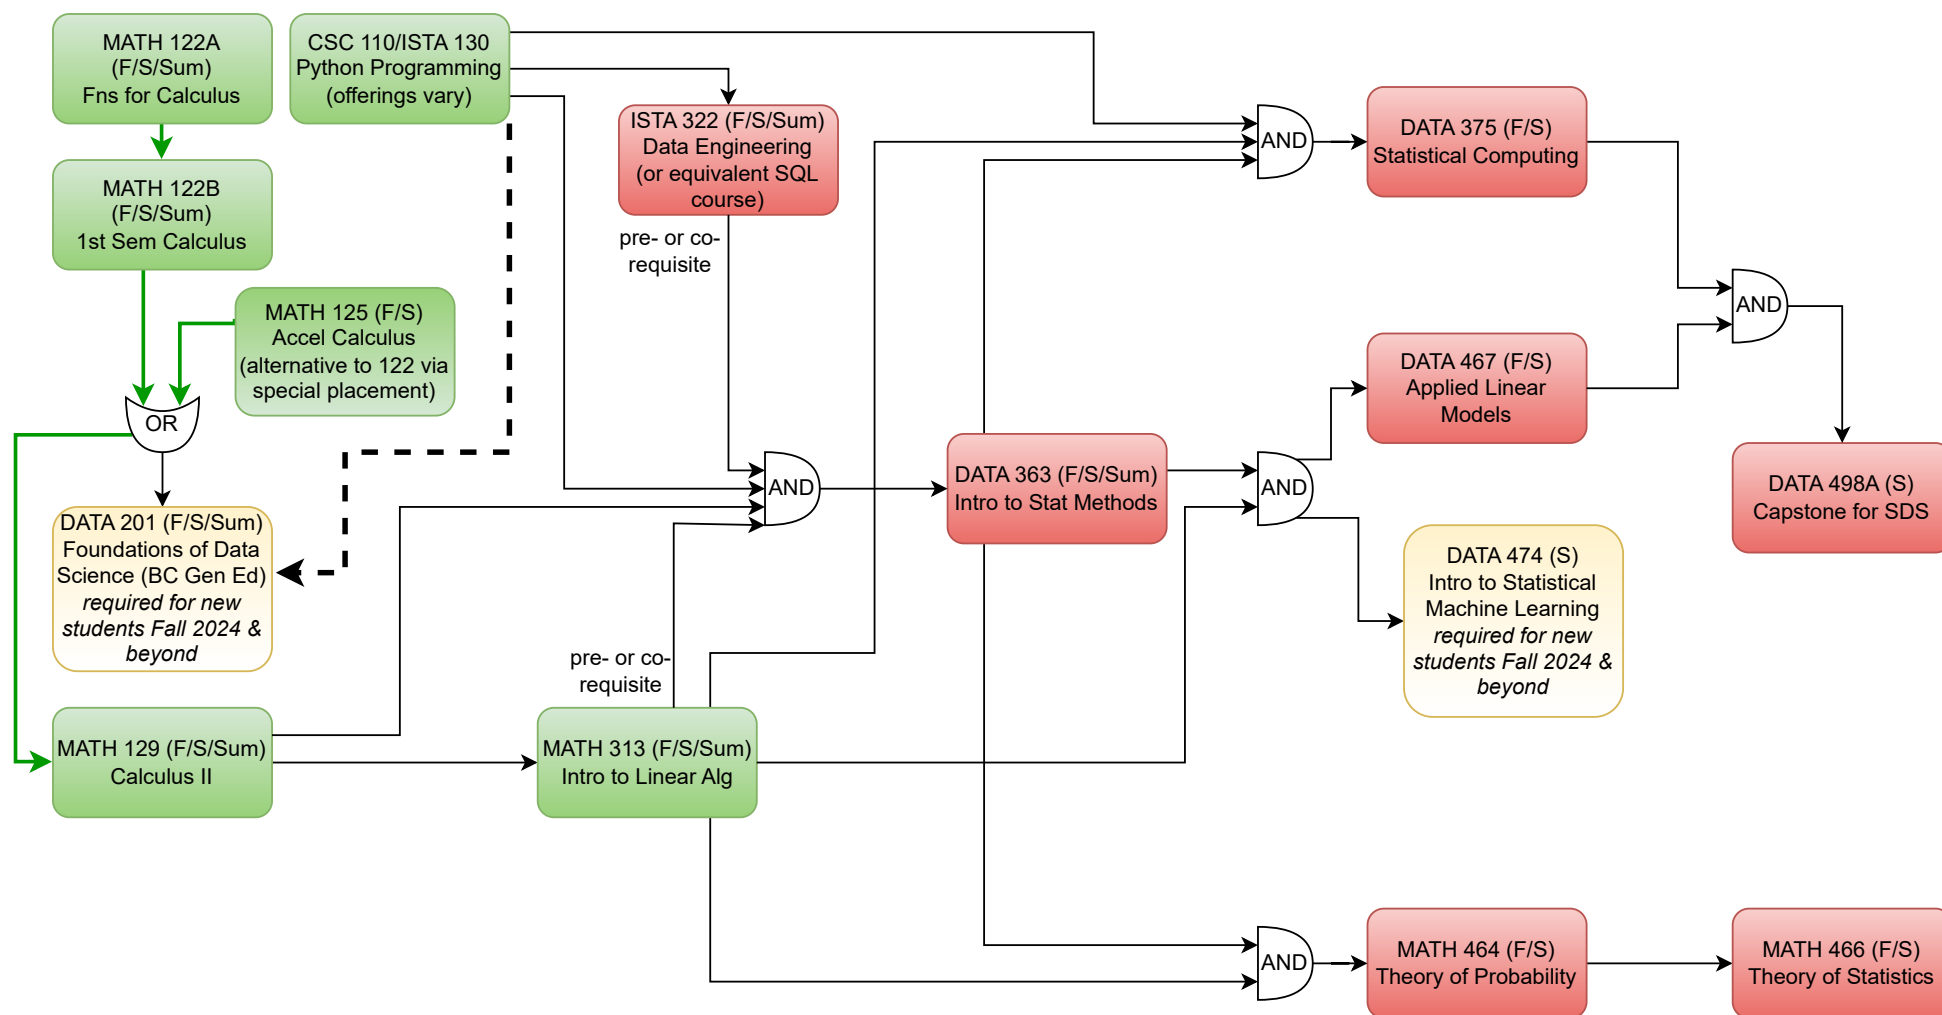 MATH 122A
(F/S/Sum)
Fns for Calculus
CSC 110/ISTA 130
Python Programming
(offerings vary)
ISTA 322 (F/S/Sum)
Data Engineering
(or equivalent SQL
course)
AND
DATA 375 (F/S)
Statistical Computing
MATH 122B
(F/S/Sum)
1st Sem Calculus
pre- or co-
requisite
MATH 125 (F/S)
Accel Calculus
(alternative to 122 via
special placement)
AND
DATA 467 (F/S)
Applied Linear
Models
OR
AND
DATA 363 (F/S/Sum)
Intro to Stat Methods
AND
DATA 498A (S)
Capstone for SDS
DATA 201 (F/S/Sum)
Foundations of Data
Science (BC Gen Ed)
required for new
students Fall 2024 &
beyond
DATA 474 (S)
Intro to Statistical
Machine Learning
required for new
students Fall 2024 &
beyond
pre- or co-
requisite
MATH 129 (F/S/Sum)
Calculus II
MATH 313 (F/S/Sum)
Intro to Linear Alg
AND
MATH 464 (F/S)
Theory of Probability
MATH 466 (F/S)
Theory of Statistics